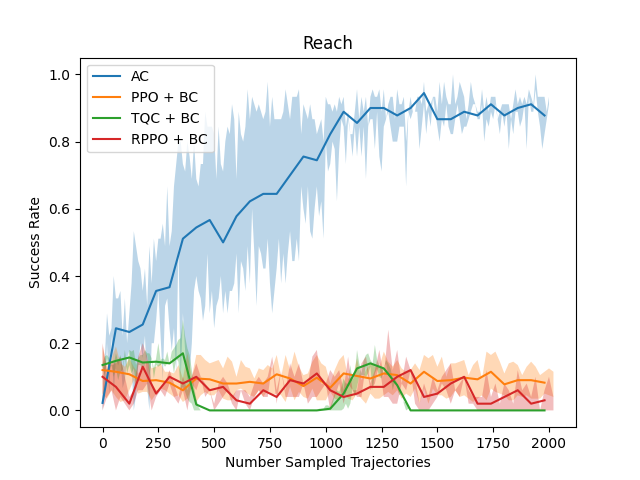 Reach
AC
PPO + BC
TQC + BC
RPPO + BC
1.0
0.8
0.6
0.4
0.2
0.0
Success Rate
0
250
500
750
1000
1250
1500
1750
2000
Number Sampled Trajectories